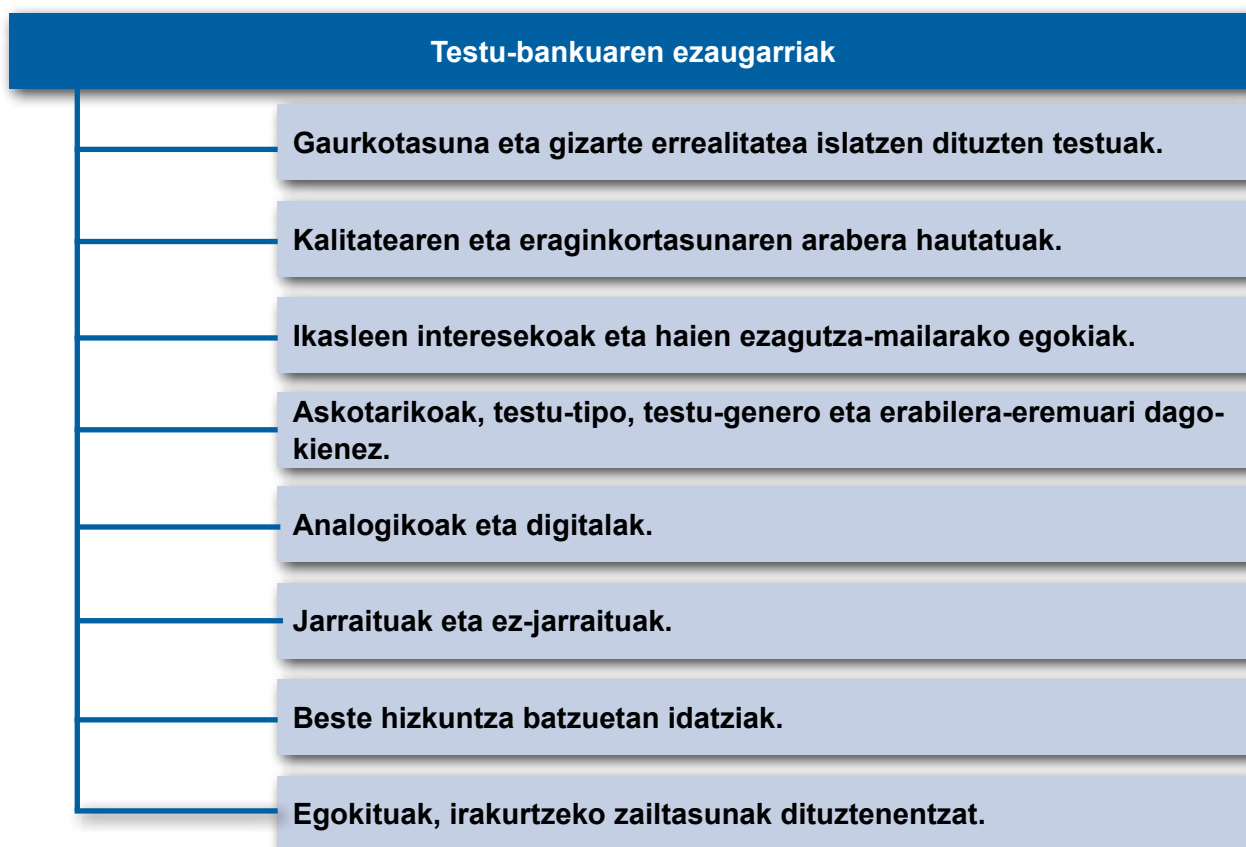 Testu-bankuaren ezaugarriak
Gaurkotasuna eta gizarte errealitatea islatzen dituzten testuak.
Kalitatearen eta eraginkortasunaren arabera hautatuak.
Ikasleen interesekoak eta haien ezagutza-mailarako egokiak.
Askotarikoak, testu-tipo, testu-genero eta erabilera-eremuari dago-
kienez.
Analogikoak eta digitalak.
Jarraituak eta ez-jarraituak.
Beste hizkuntza batzuetan idatziak.
Egokituak, irakurtzeko zailtasunak dituztenentzat.